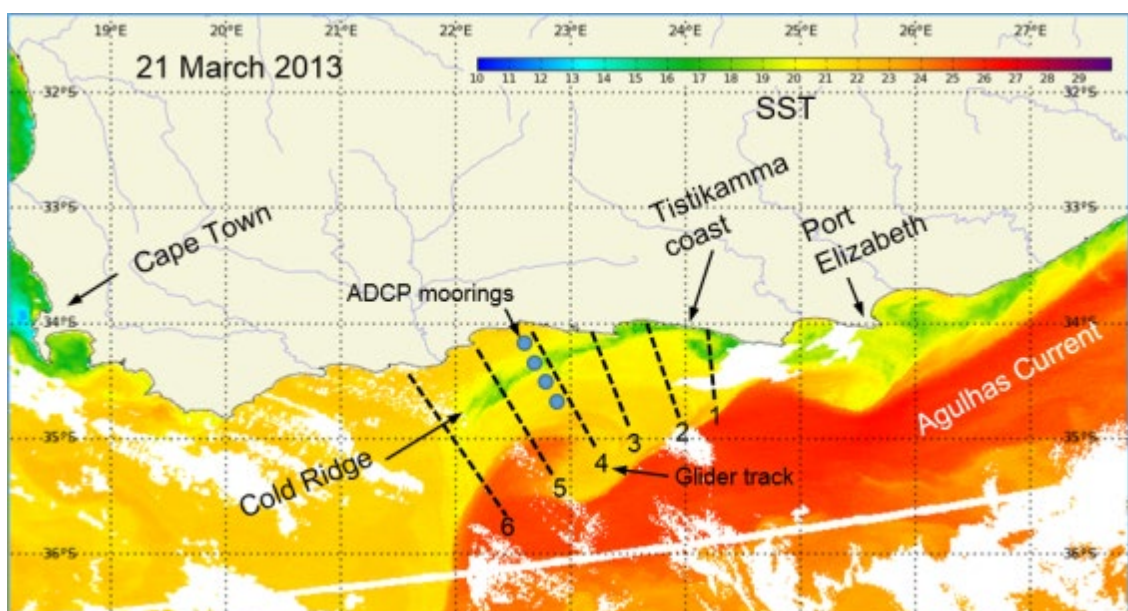 19°E 20°E 21°E 22°E 23°E 24°E 25°E 26°E 27°E
21 March 2013
10 11 12 13 14 15 16 17 18 19 20 21 22 23 24 25 26 27 28 29
SST
32°S 32°S
33°S 33°S
Cape Town
Tistikamma
coast
Port
Elizabeth
ADCP moorings
34°S 34°S
Agulhas Current
Cold Ridge
35°S 35°S
1
2
3
4
Glider track
5
6
36°S 36°S